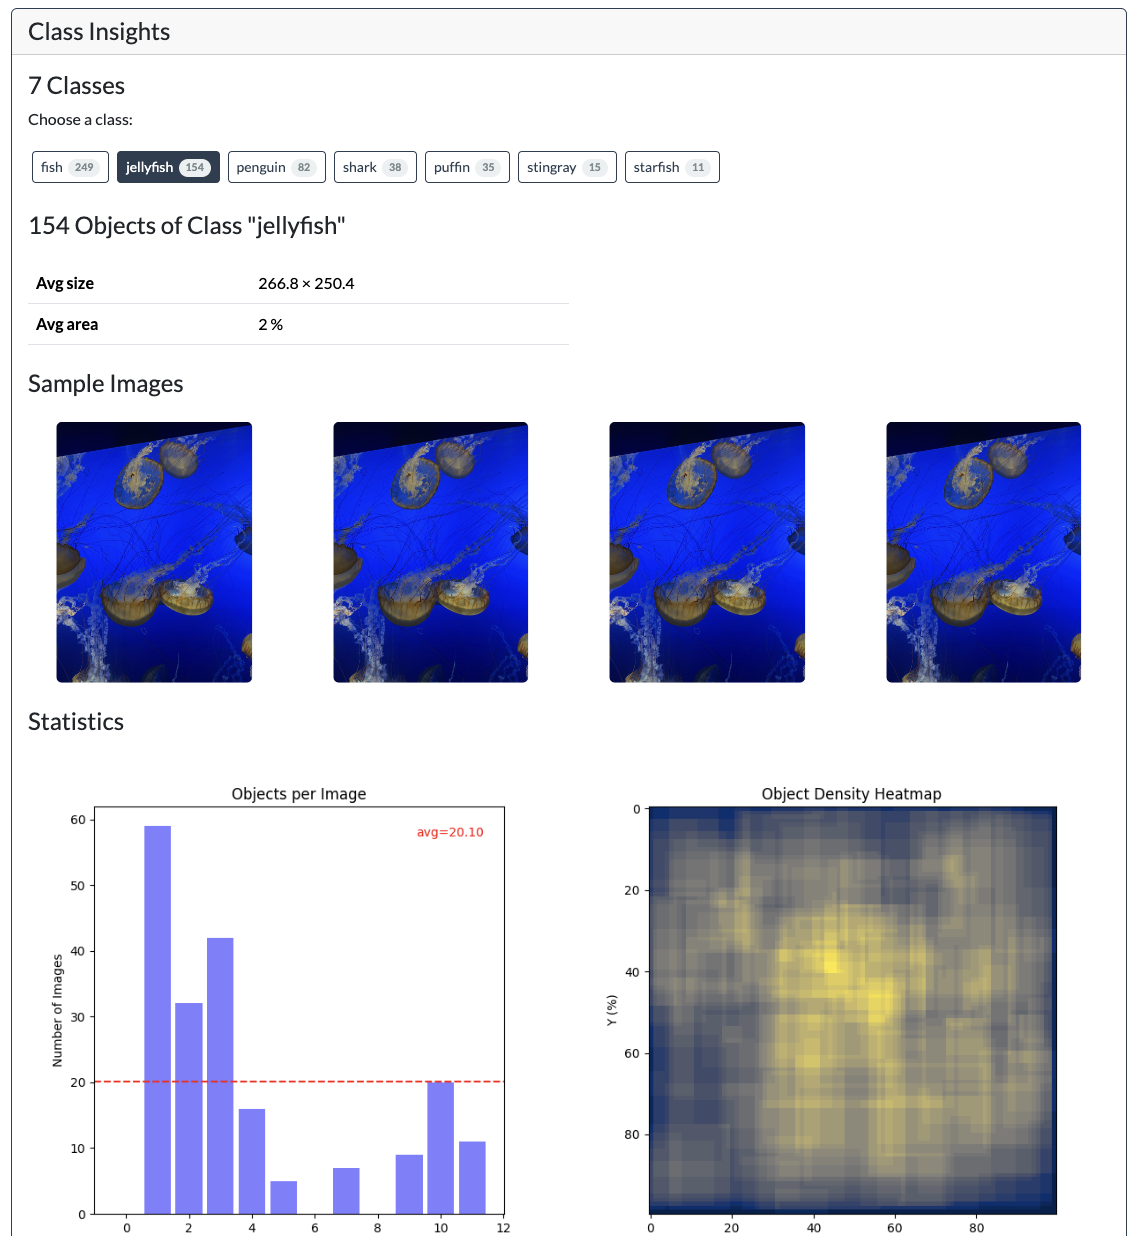 Class Insights
7 Classes
Choose a class:
fish 249 jellyfish 154 penguin 82 shark 38 puffin 35 stingray 15 starfish 11
154 Objects of Class "jellyfish"
Avg size 266.8 × 250.4
Avg area 2 %
Sample Images
Statistics
Objects per Image
avg=20.10
Number of Images
60
50
40
30
20
10
0
0 2 4 6 8 10 12
Object Density Heatmap
Y (%)
0
20
40
60
80
0 20 40 60 80